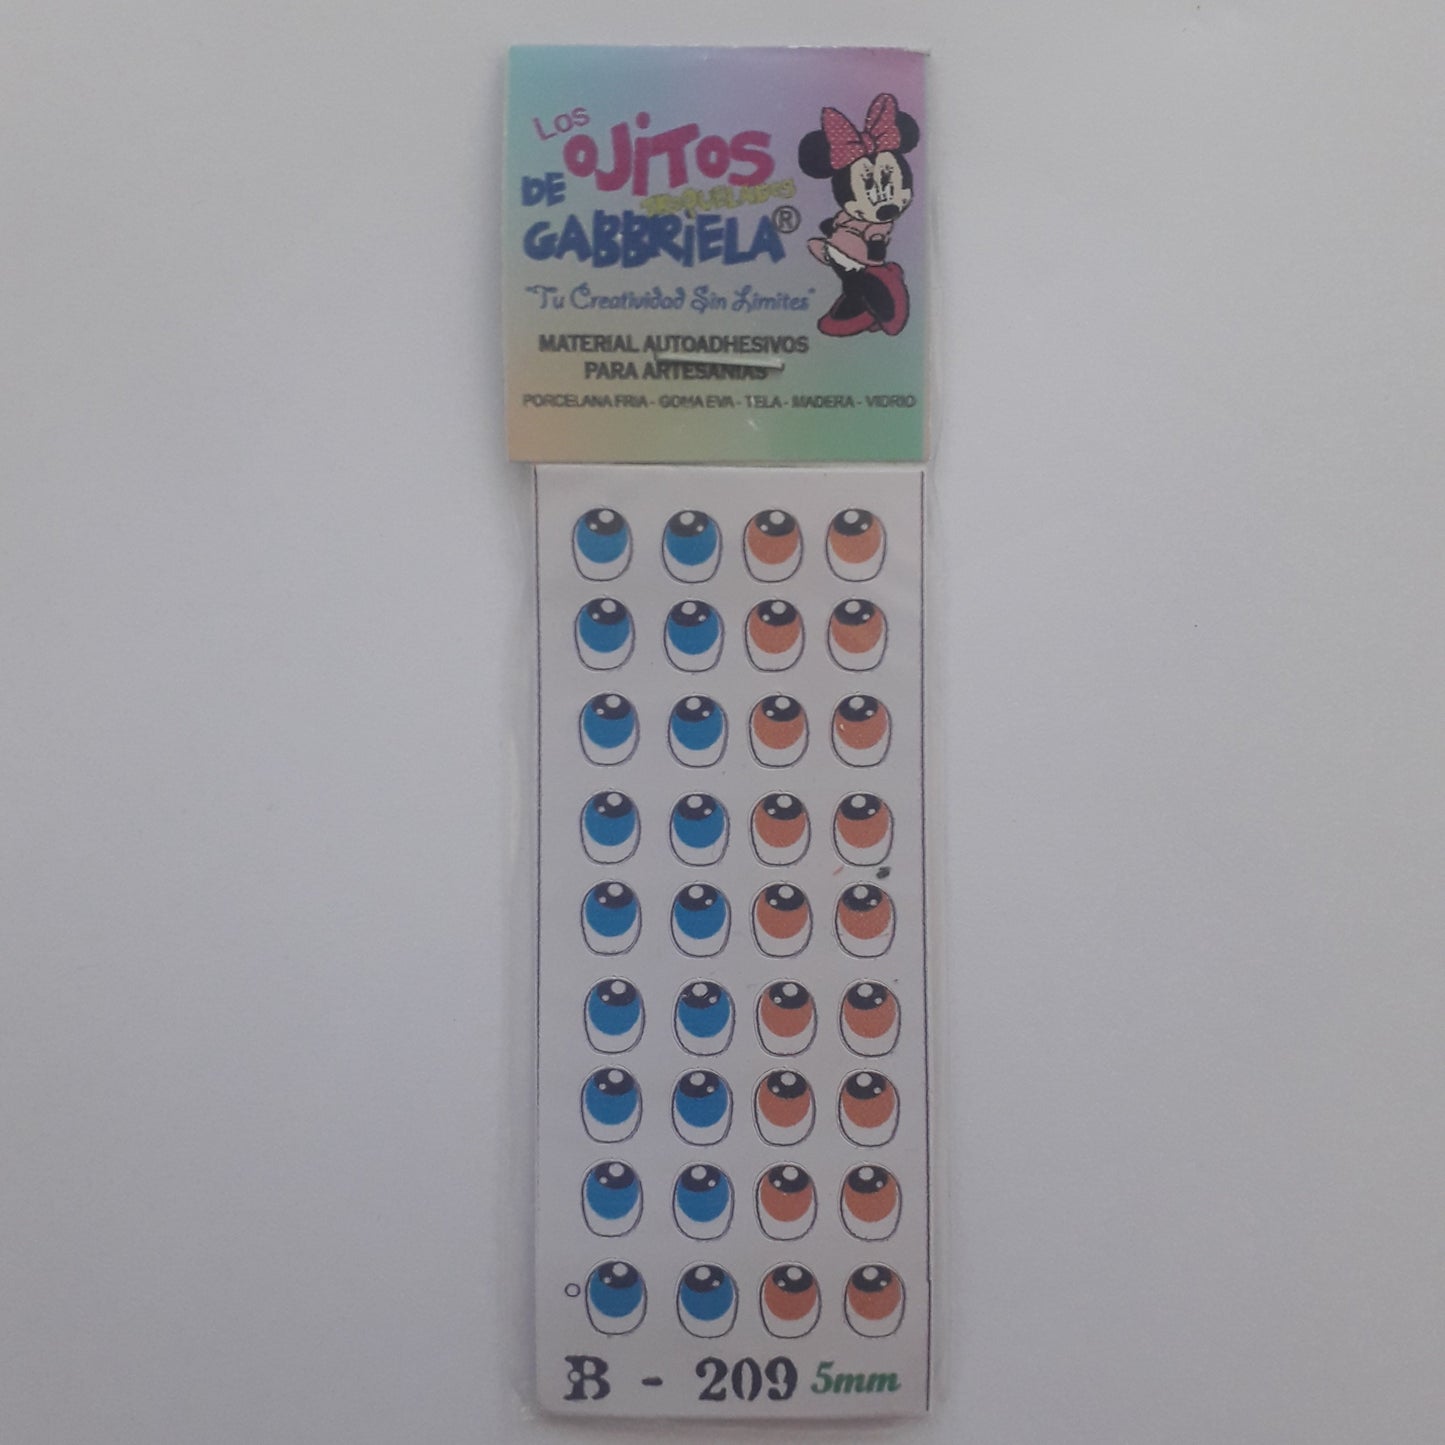 Los
OJITOS
TROQUELADOS
DE
GABBRIELA®
"Tu Creatividad Sin Limites"
MATERIAL AUTOADHESIVOS
PARA ARTESANIAS
PORCELANA FRIA - GOMA EVA - TELA - MADERA - VIDRIO
B - 209 5mm